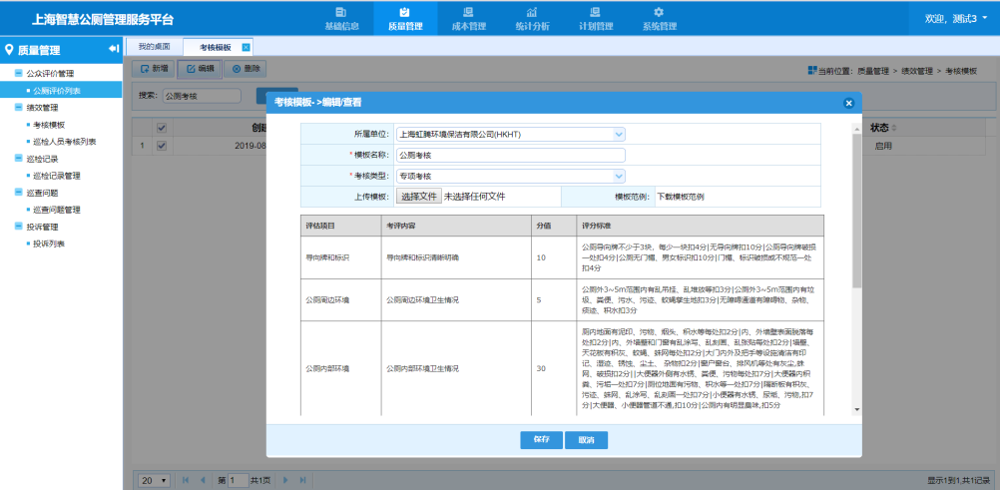 上海智慧公厕管理服务平台
基础信息
质量管理
成本管理
统计分析
计划管理
系统管理
欢迎，测试3
质量管理
我的桌面
考核模板
公众评价管理
公厕评价列表
绩效管理
考核模板
巡检人员考核列表
巡检记录
巡检记录管理
巡查问题
巡查问题管理
投诉管理
投诉列表
新增
编辑
删除
当前位置：质量管理 > 绩效管理 > 考核模板
搜索：
公厕考核
状态
1
2019-08
启用
考核模板->编辑/查看
所属单位：
上海虹腾环境保洁有限公司(HKHT)
*模板名称：
公厕考核
*考核类型：
专项考核
上传模板：
选择文件 未选择任何文件
模板范例：
下载模板范例
评估项目
考评内容
分值
评分标准
导向牌和标识
导向牌和标识清晰明确
10
公厕导向牌不少于3块，每少一块扣4分|无导向牌扣10分|公厕导向牌破损
一处扣4分|公厕无门楣、男女标识扣10分|门楣、标识破损或不规范一处
扣4分
公厕周边环境
公厕周边环境卫生情况
5
公厕外3~5m范围内有乱吊挂、乱堆放等扣3分|公厕外3~5m范围内有垃
圾、粪便、污水、污迹、蚊蝇孳生地扣3分|无障碍通道有障碍物、杂物、
痰迹、积水扣3分
公厕内部环境
公厕内部环境卫生情况
30
厕内地面有泥印、污物、烟头、积水等每处扣2分|内、外墙壁表面脱落每
处扣2分|内、外墙壁和门窗有乱涂写、乱刻画、乱张贴每处扣2分|墙壁、
天花板有积灰、蚊蝇、蛛网每处扣2分|大门内外及把手等设施清洁有印
记、湿迹、锈蚀、尘土、杂物扣2分|窗户窗台、排风机等处有灰尘,蛛
网、破损扣2分||大便器外侧有水锈、粪便、污物每处扣7分|大便器内积
粪、污垢一处扣7分|厕位地面有污物、积水等一处扣7分|隔断板有积灰、
污迹、蛛网、乱涂写、乱刻画一处扣7分|小便器有水锈、尿垢、污物,扣7
分|大便器、小便器管道不通,扣10分|公厕内有明显臭味,扣5分
保存
取消
20
第 1 共1页
显示1到1,共1记录